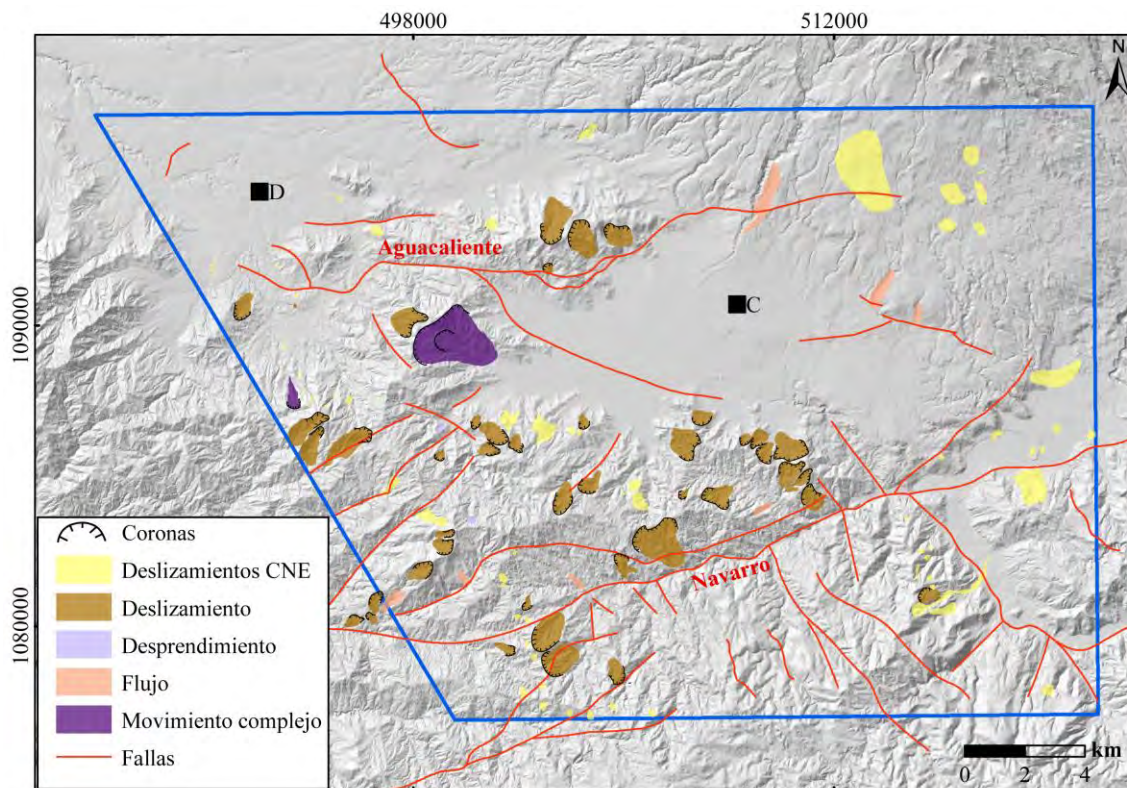 498000
512000
N
D
Aguacaliente
C
1090000
Navarro
1080000
Coronas
Deslizamientos CNE
Deslizamiento
Desprendimiento
Flujo
Movimiento complejo
Fallas
km
0 2 4